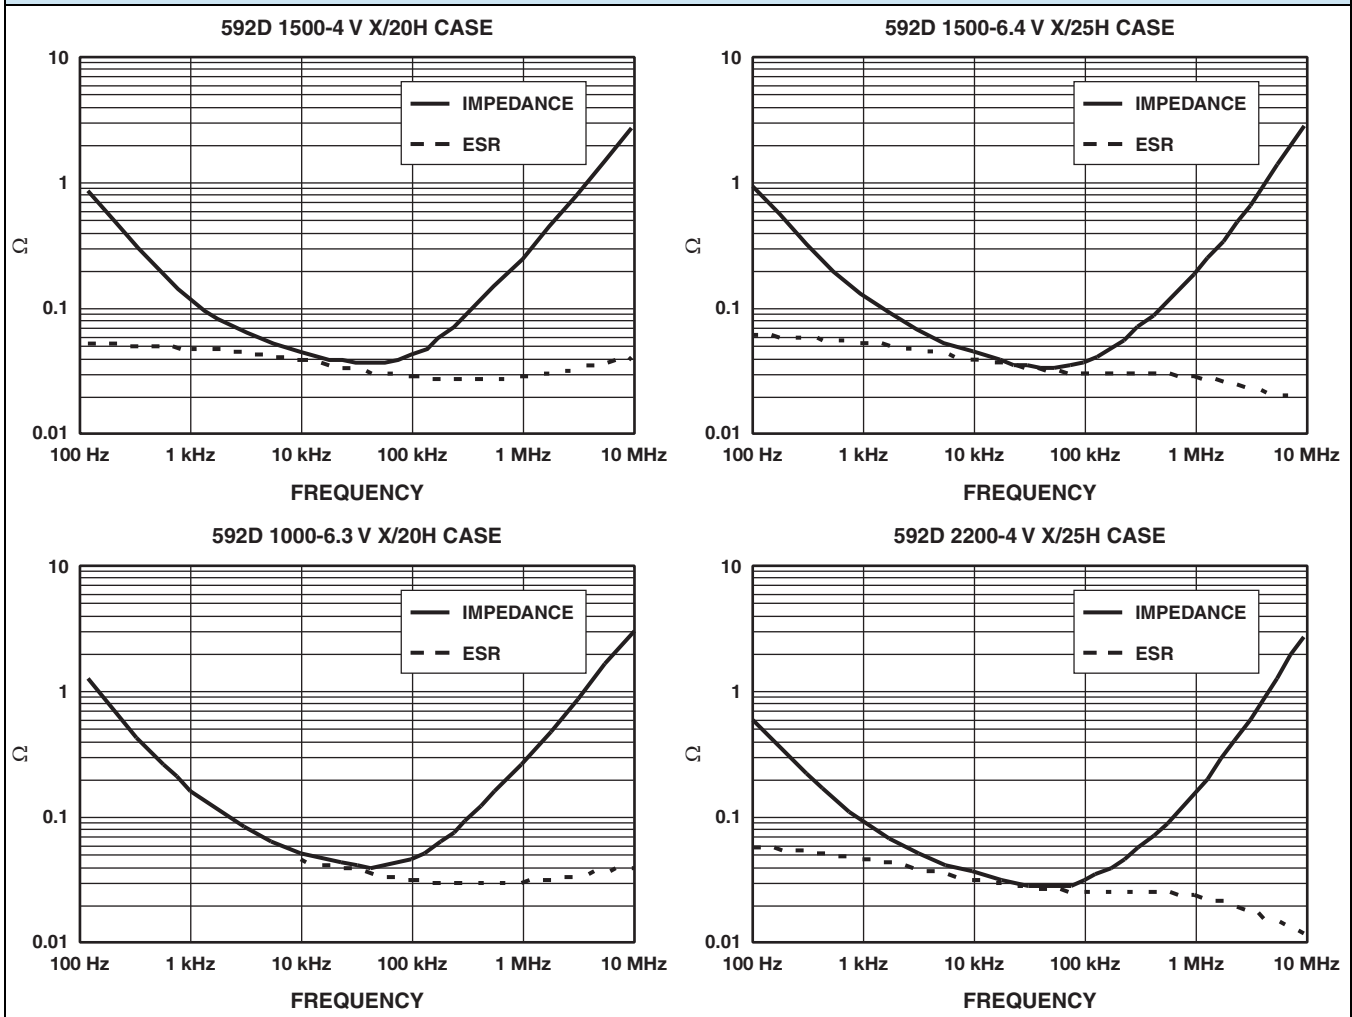 592D 1500-4 V X/20H CASE
10
1
0.1
0.01
Ω
IMPEDANCE
ESR
100 Hz 1 kHz 10 kHz 100 kHz 1 MHz 10 MHz
FREQUENCY
592D 1500-6.4 V X/25H CASE
10
1
0.1
0.01
Ω
IMPEDANCE
ESR
100 Hz 1 kHz 10 kHz 100 kHz 1 MHz 10 MHz
FREQUENCY
592D 1000-6.3 V X/20H CASE
10
1
0.1
0.01
Ω
IMPEDANCE
ESR
100 Hz 1 kHz 10 kHz 100 kHz 1 MHz 10 MHz
FREQUENCY
592D 2200-4 V X/25H CASE
10
1
0.1
0.01
Ω
IMPEDANCE
ESR
100 Hz 1 kHz 10 kHz 100 kHz 1 MHz 10 MHz
FREQUENCY